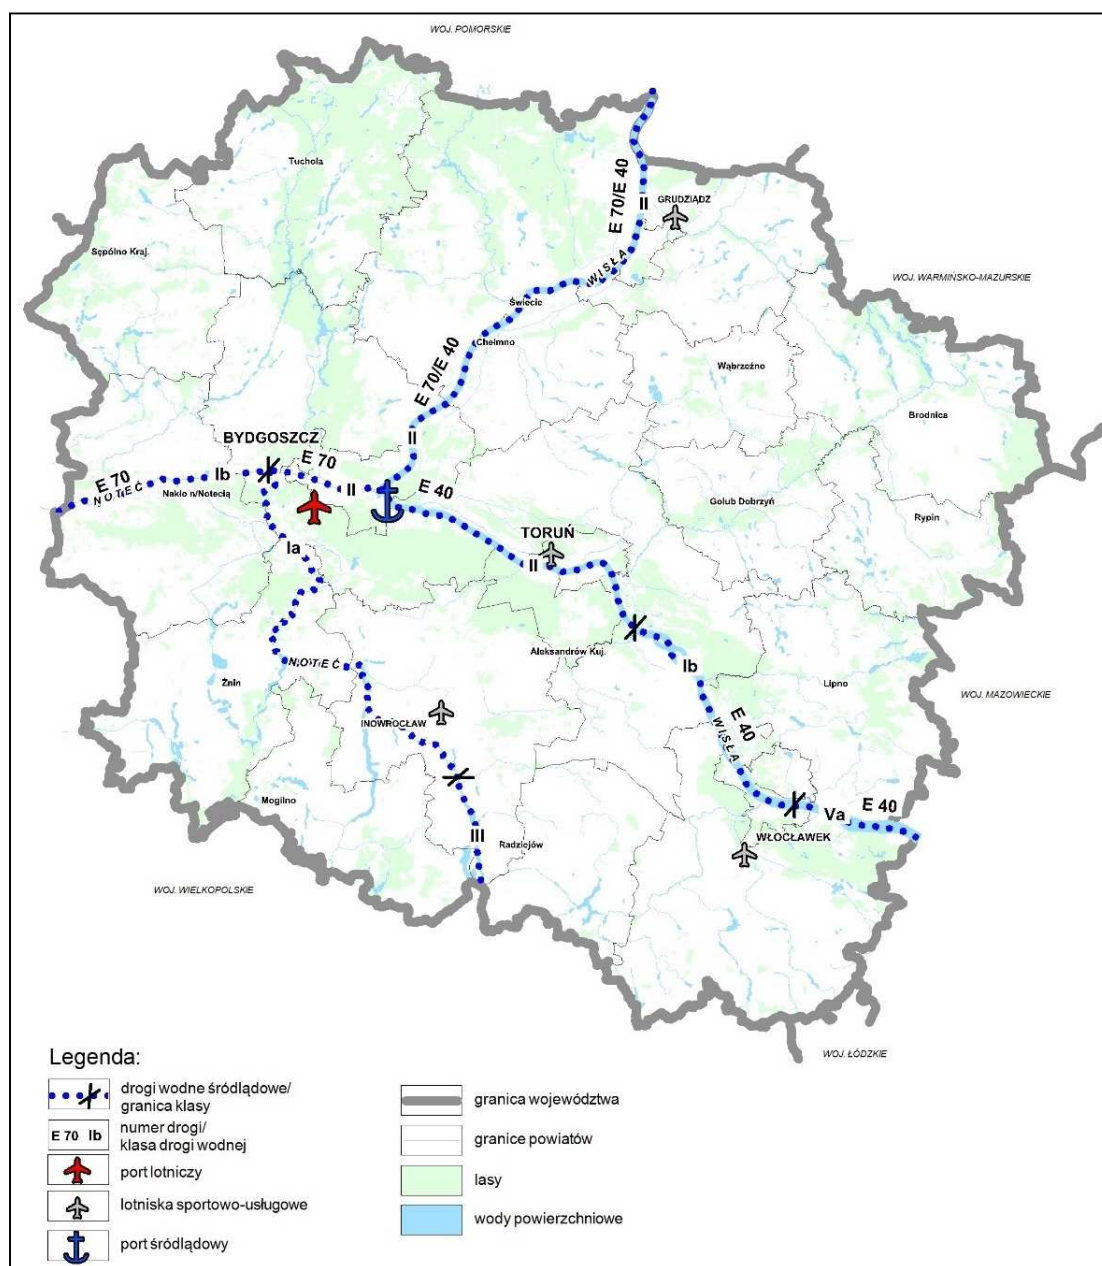 WOJ. POMORSKIE
Tuchola
E 70/E 40
II
GRUDZIĄDZ
Sępólno Kraj.
WISŁA
WOJ. WARMIŃSKO-MAZURSKIE
Świecie
Chełmno
E 70/E 40
Wąbrzeźno
Brodnica
II
BYDGOSZCZ
E 70
Ib
E 70
NOTEĆ
Nakło n/Notecią
II
E 40
Golub Dobrzyń
Rypin
TORUŃ
Ia
II
Aleksandrów Kuj.
NOTEĆ
Ib
Żnin
Lipno
WOJ. MAZOWIECKIE
INOWROCŁAW
E 40
WISŁA
Mogilno
Va
E 40
III
Radziejów
WŁOCŁAWEK
WOJ. WIELKOPOLSKIE
WOJ. ŁÓDZKIE
Legenda:
drogi wodne śródlądowe/
granica klasy
E 70 Ib
numer drogi/
klasa drogi wodnej
port lotniczy
lotniska sportowo-usługowe
port śródlądowy
granica województwa
granice powiatów
lasy
wody powierzchniowe